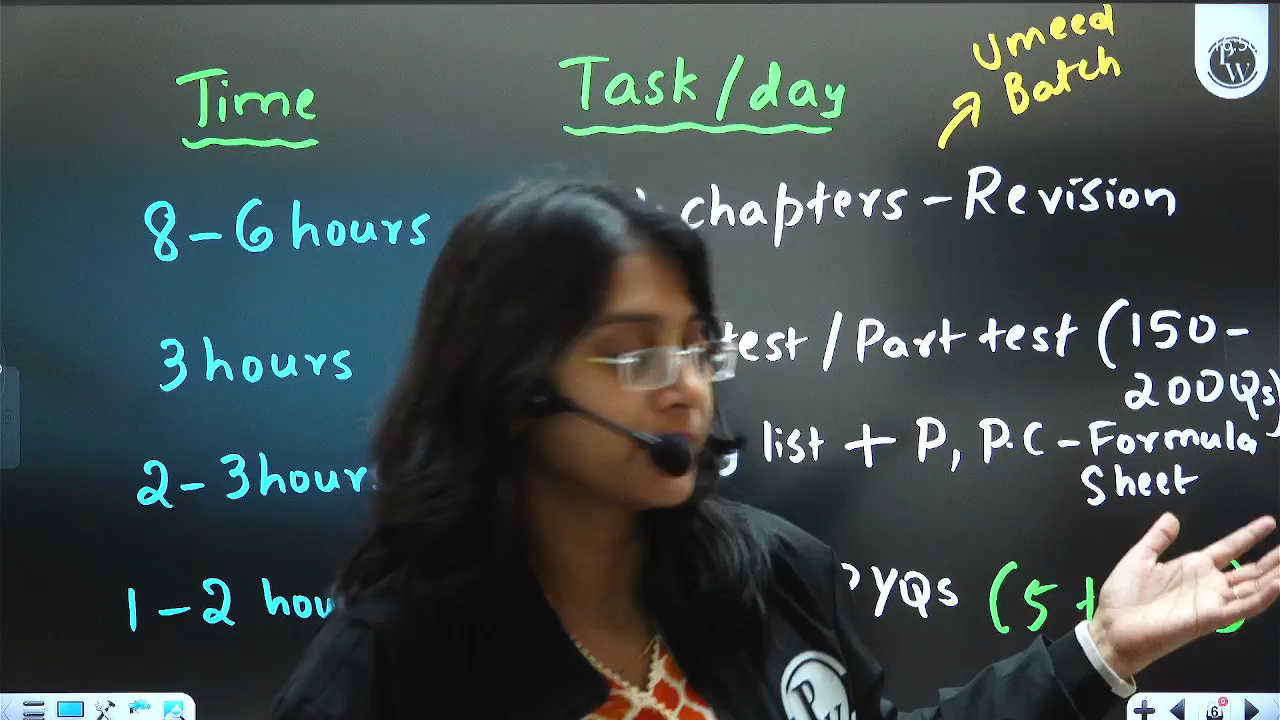 Umeed
Time Task/day Batch
8-6 hours chapters - Revision
3 hours test / Part test (150-
200Qs)
2-3 hour list + P, P.C - Formula
Sheet
1-2 hou PYQs (5
PW